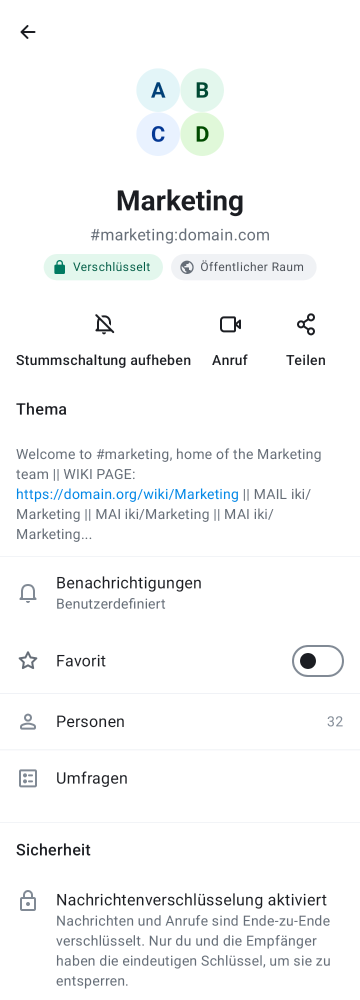 A B
C D
Marketing
#marketing:domain.com
Verschlüsselt Öffentlicher Raum
Stummschaltung aufheben Anruf Teilen
Thema
Welcome to #marketing, home of the Marketing
team || WIKI PAGE:
https://domain.org/wiki/Marketing || MAIL iki/
Marketing || MAI iki/Marketing || MAI iki/
Marketing...
Benachrichtigungen
Benutzerdefiniert
Favorit
Personen 32
Umfragen
Sicherheit
Nachrichtenverschlüsselung aktiviert
Nachrichten und Anrufe sind Ende-zu-Ende
verschlüsselt. Nur du und die Empfänger
haben die eindeutigen Schlüssel, um sie zu
entsperren.